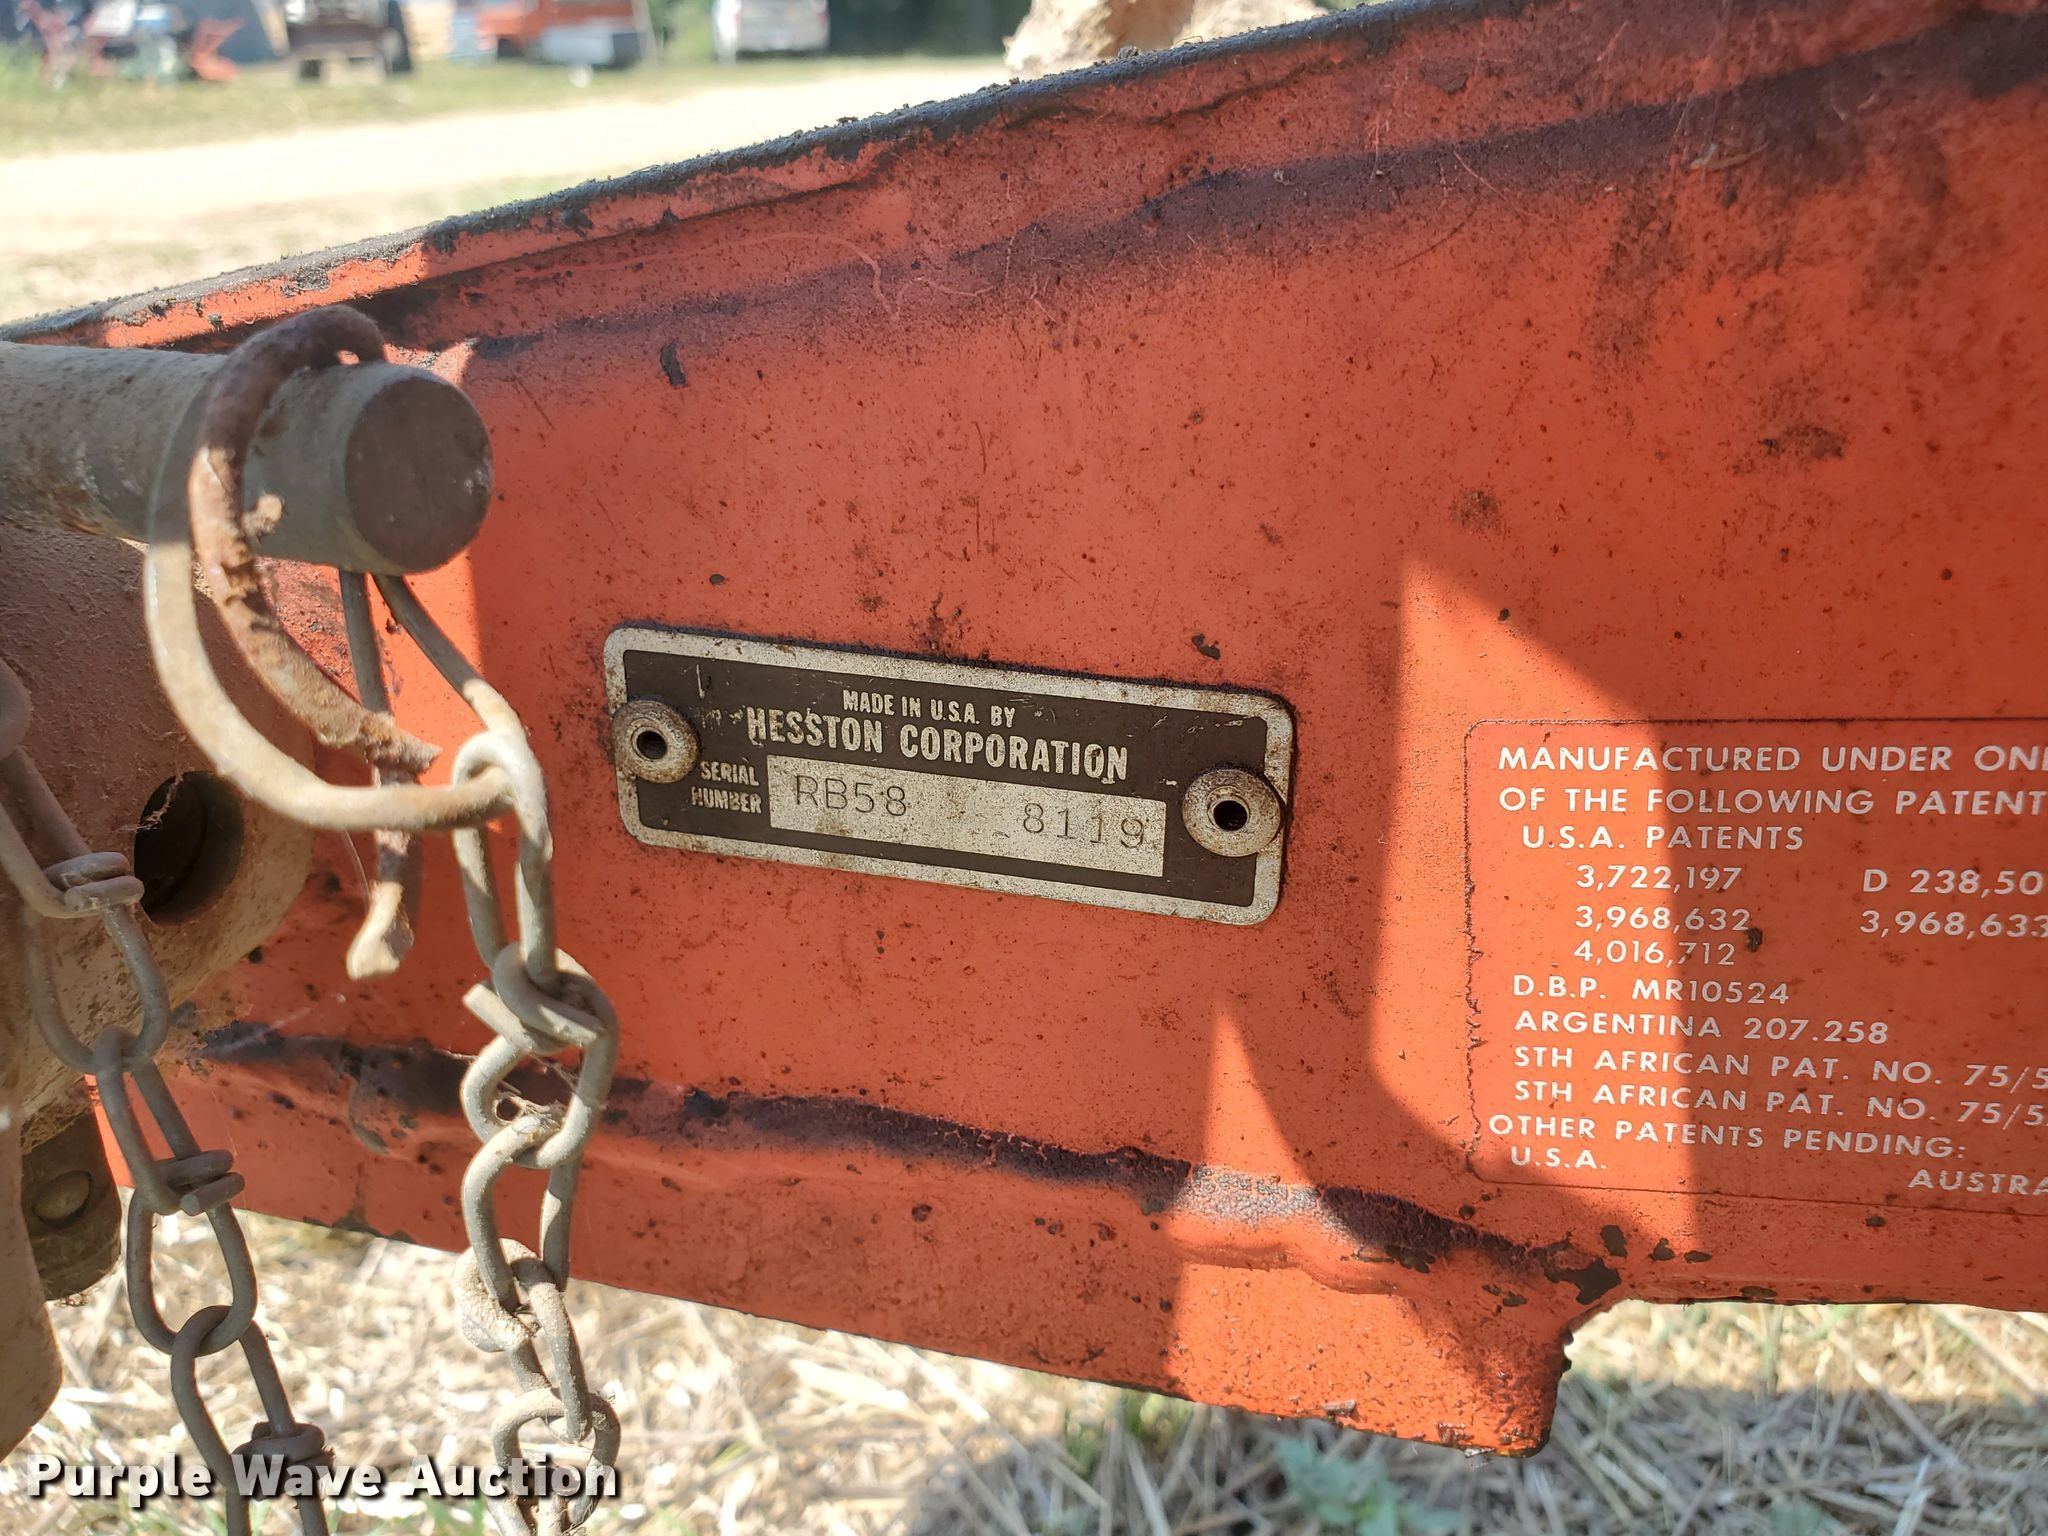 MADE IN U.S.A. BY
HESSTON CORPORATION
SERIAL NUMBER RB58 8119
MANUFACTURED UNDER
OF THE FOLLOWING PATENT
U.S.A. PATENTS
3,722,197 D 238,50
3,968,632 3,968,633
4,016,712
D.B.P. MR10524
ARGENTINA 207.258
STH AFRICAN PAT. NO. 75/5
STH AFRICAN PAT. NO. 75/5
OTHER PATENTS PENDING:
U.S.A.
AUSTRA
Purple Wave Auction